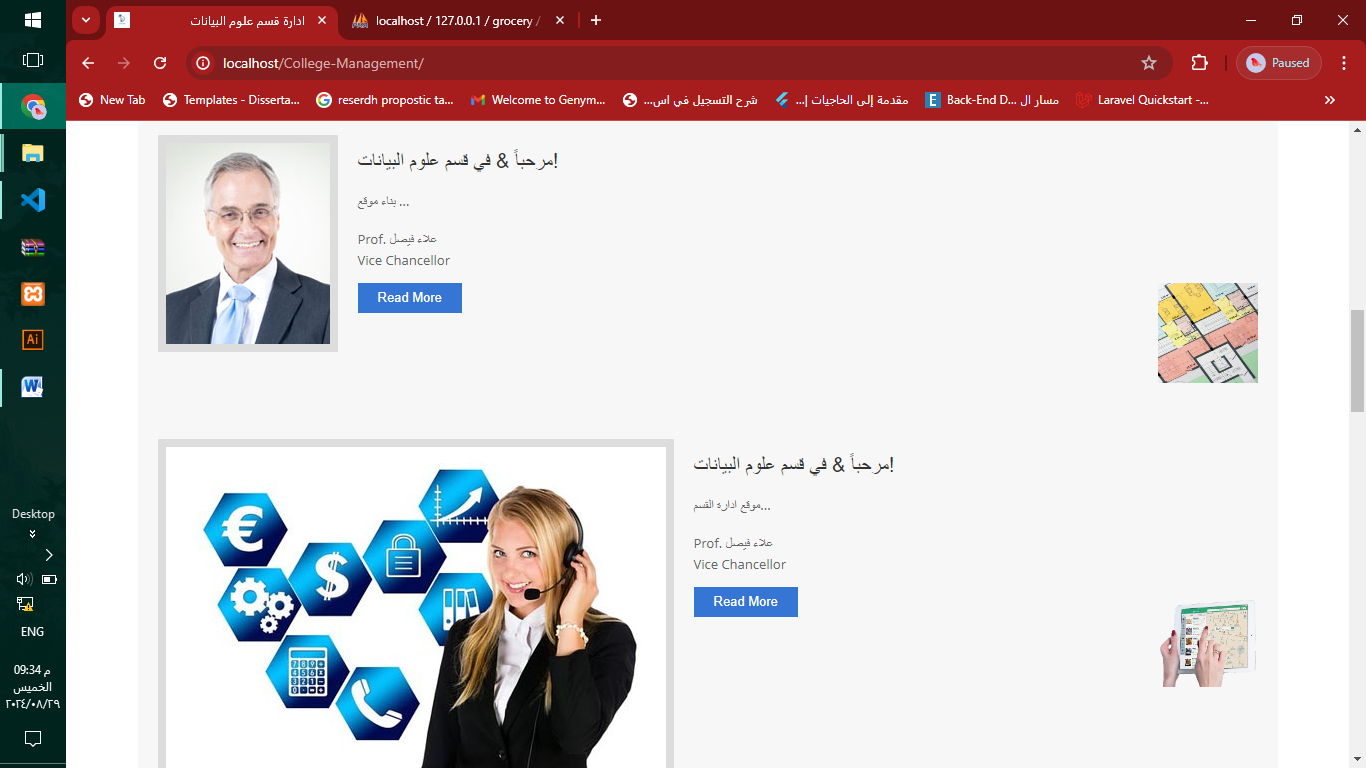 ادارة قسم علوم البيانات
localhost / 127.0.0.1 / grocery /
localhost/College-Management/
Paused
New Tab
Templates - Disserta...
reserdh propostic ta...
Welcome to Genym...
شرح التسجيل في اس...
مقدمة إلى الحاجيات |...
Back-End D... مسار ال
Laravel Quickstart -...
مرحباً & في قسم علوم البيانات!
بناء موقع ...
Prof. علاء فيصل
Vice Chancellor
Read More
مرحباً & في قسم علوم البيانات!
موقع ادارة القسم...
Prof. علاء فيصل
Vice Chancellor
Read More
Desktop
ENG
09:34 م
الخميس
٢٠٢٤/٠٨/٢٩